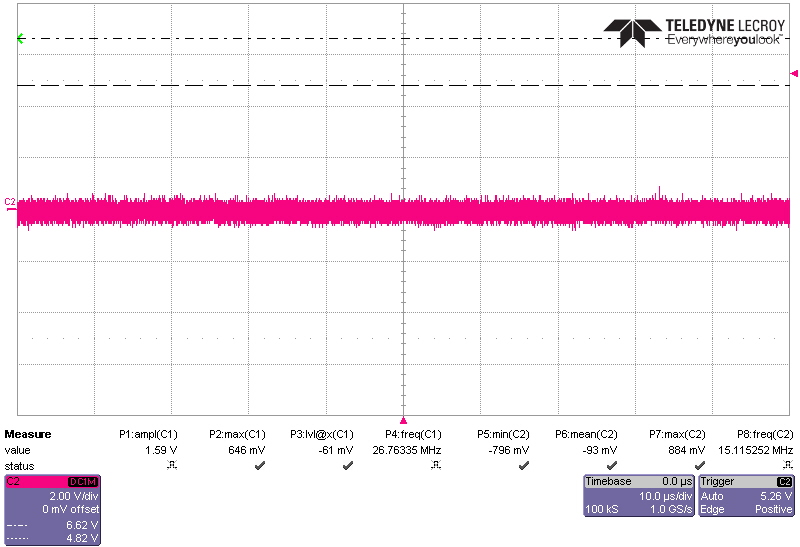 TELEDYNE LECROY
Everywhereyoulook™
C2
Measure P1:ampl(C1) P2:max(C1) P3:lvl@x(C1) P4:freq(C1) P5:min(C2) P6:mean(C2) P7:max(C2) P8:freq(C2)
value 1.59 V 646 mV -61 mV 26.76335 MHz -796 mV -93 mV 884 mV 15.115252 MHz
status
C2 DC1M
2.00 V/div
0 mV offset
6.62 V
4.82 V
Timebase 0.0 µs
10.0 µs/div
100 kS 1.0 GS/s
Trigger C2
Auto 5.26 V
Edge Positive